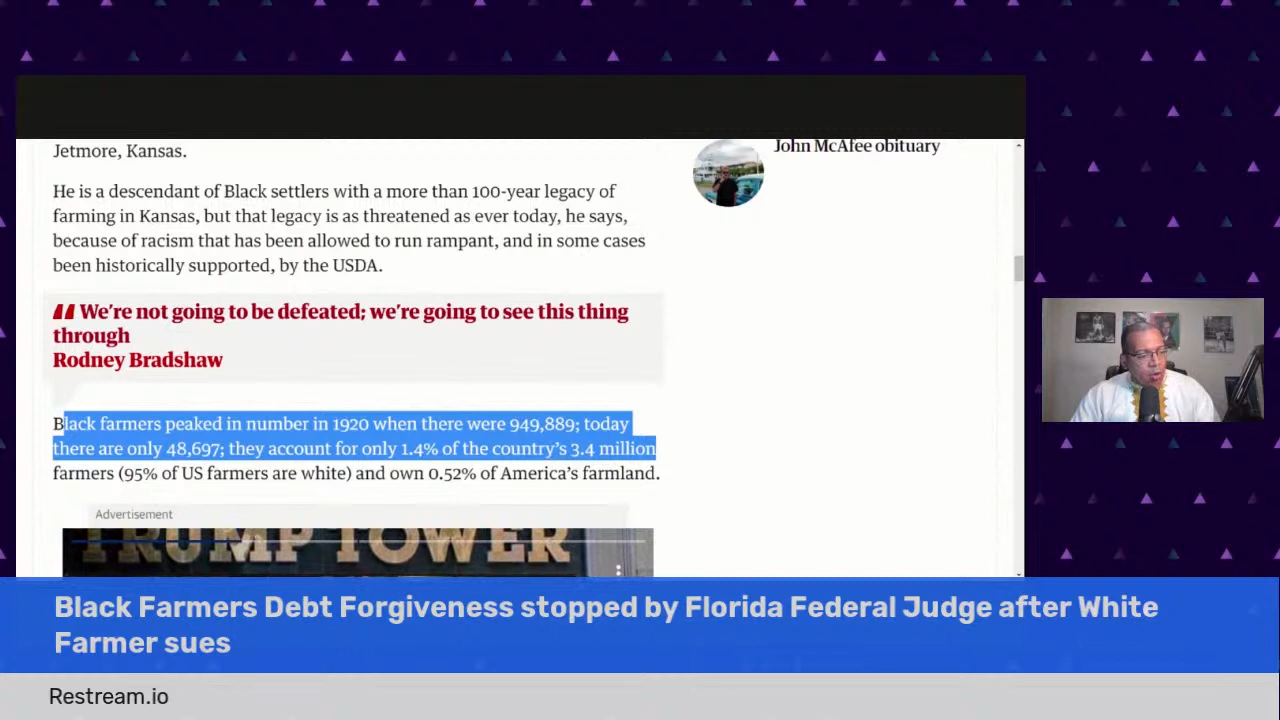 Jetmore, Kansas.
He is a descendant of Black settlers with a more than 100-year legacy of
farming in Kansas, but that legacy is as threatened as ever today, he says,
because of racism that has been allowed to run rampant, and in some cases
been historically supported, by the USDA.
We’re not going to be defeated; we’re going to see this thing
through
Rodney Bradshaw
Black farmers peaked in number in 1920 when there were 949,889; today
there are only 48,697; they account for only 1.4% of the country’s 3.4 million
farmers (95% of US farmers are white) and own 0.52% of America’s farmland.
Advertisement
TRUMP TOWER
John McAfee obituary
Black Farmers Debt Forgiveness stopped by Florida Federal Judge after White
Farmer sues
Restream.io